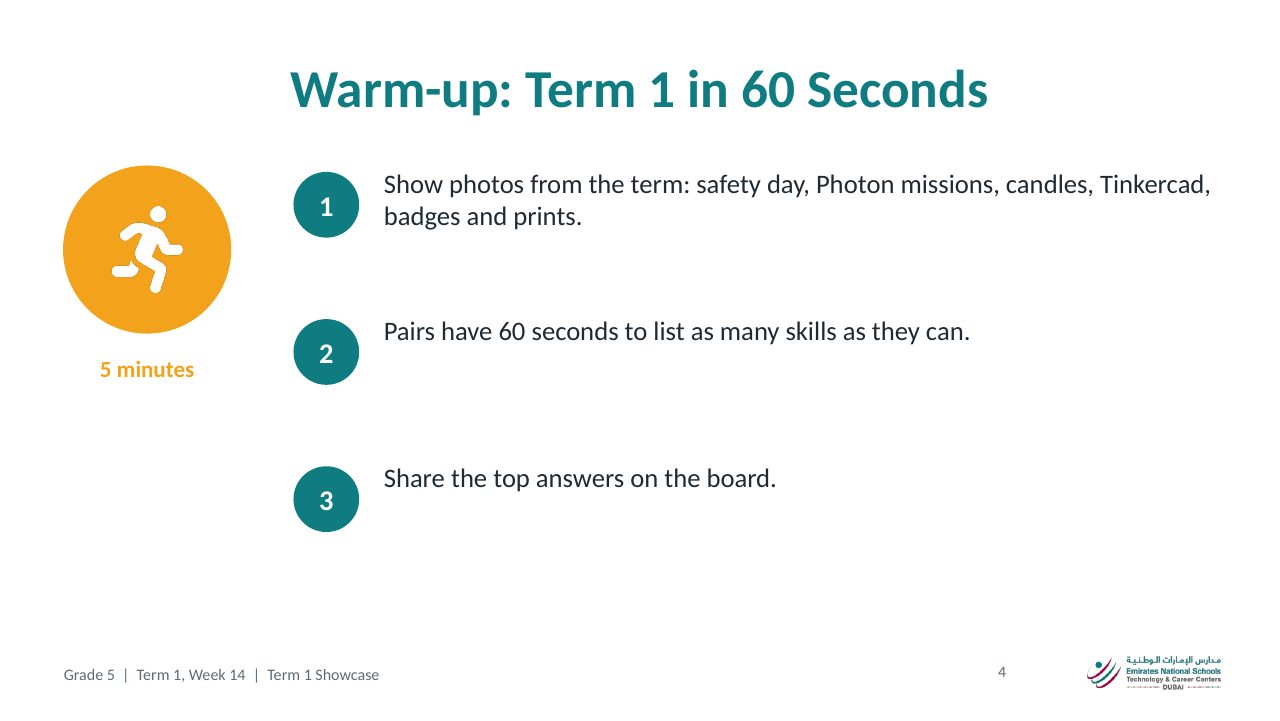 Warm-up: Term 1 in 60 Seconds
1
Show photos from the term: safety day, Photon missions, candles, Tinkercad,
badges and prints.
2
Pairs have 60 seconds to list as many skills as they can.
5 minutes
3
Share the top answers on the board.
Grade 5 | Term 1, Week 14 | Term 1 Showcase
4
مدارس الإمارات الوطنية
Emirates National Schools
Technology & Career Centers
DUBAI